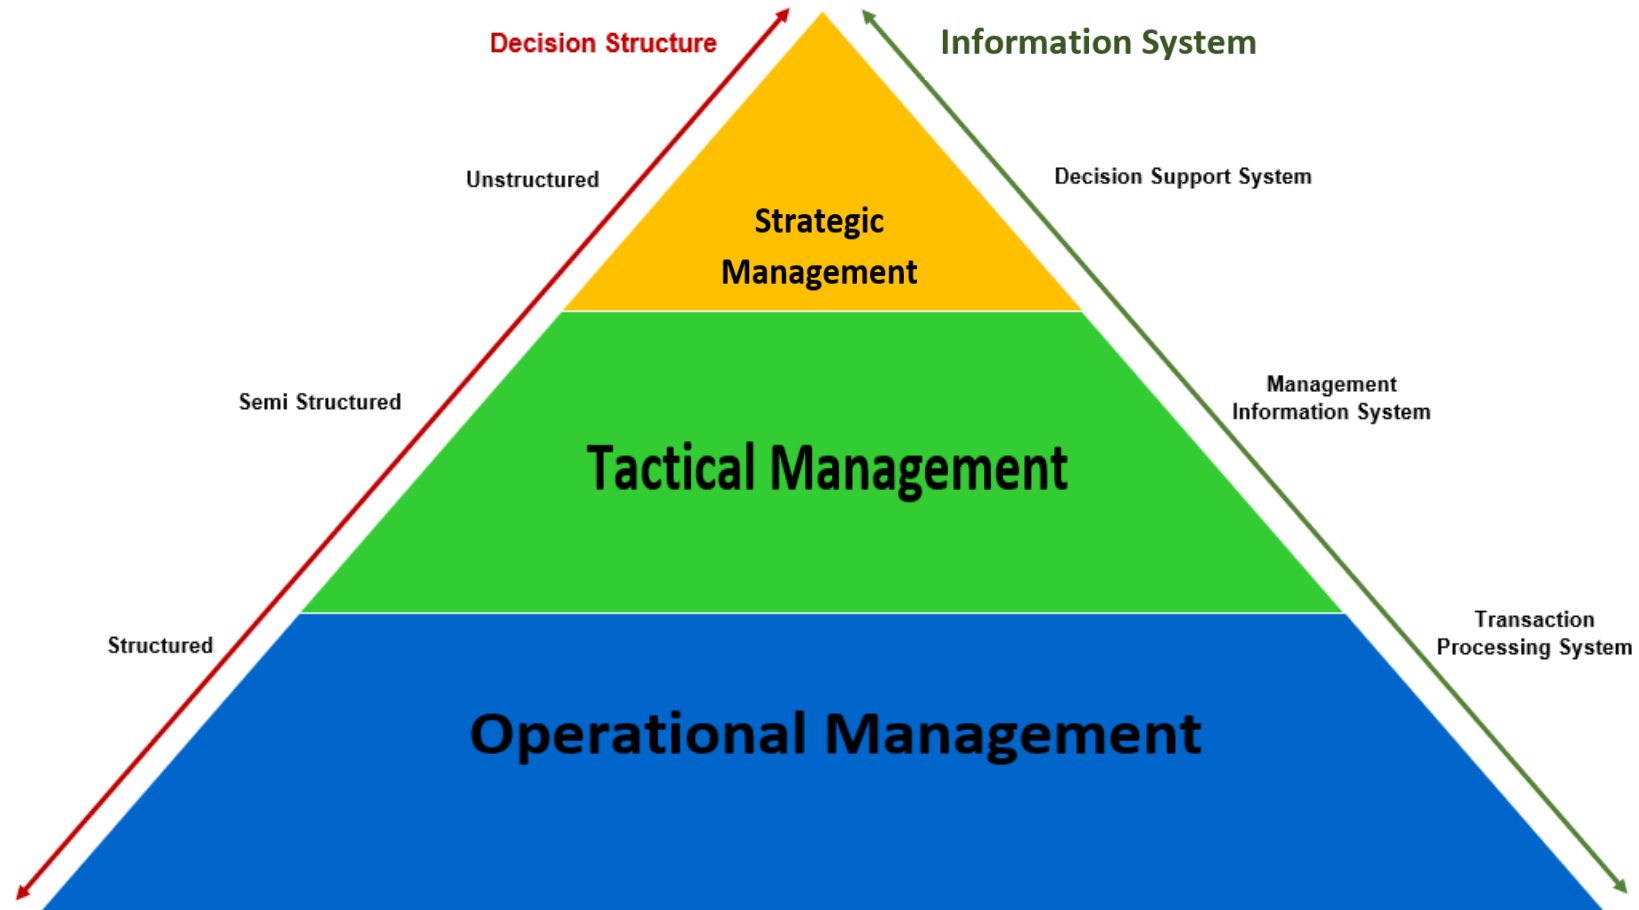 Decision Structure
Information System
Unstructured
Decision Support System
Strategic
Management
Semi Structured
Management
Information System
Tactical Management
Structured
Transaction
Processing System
Operational Management